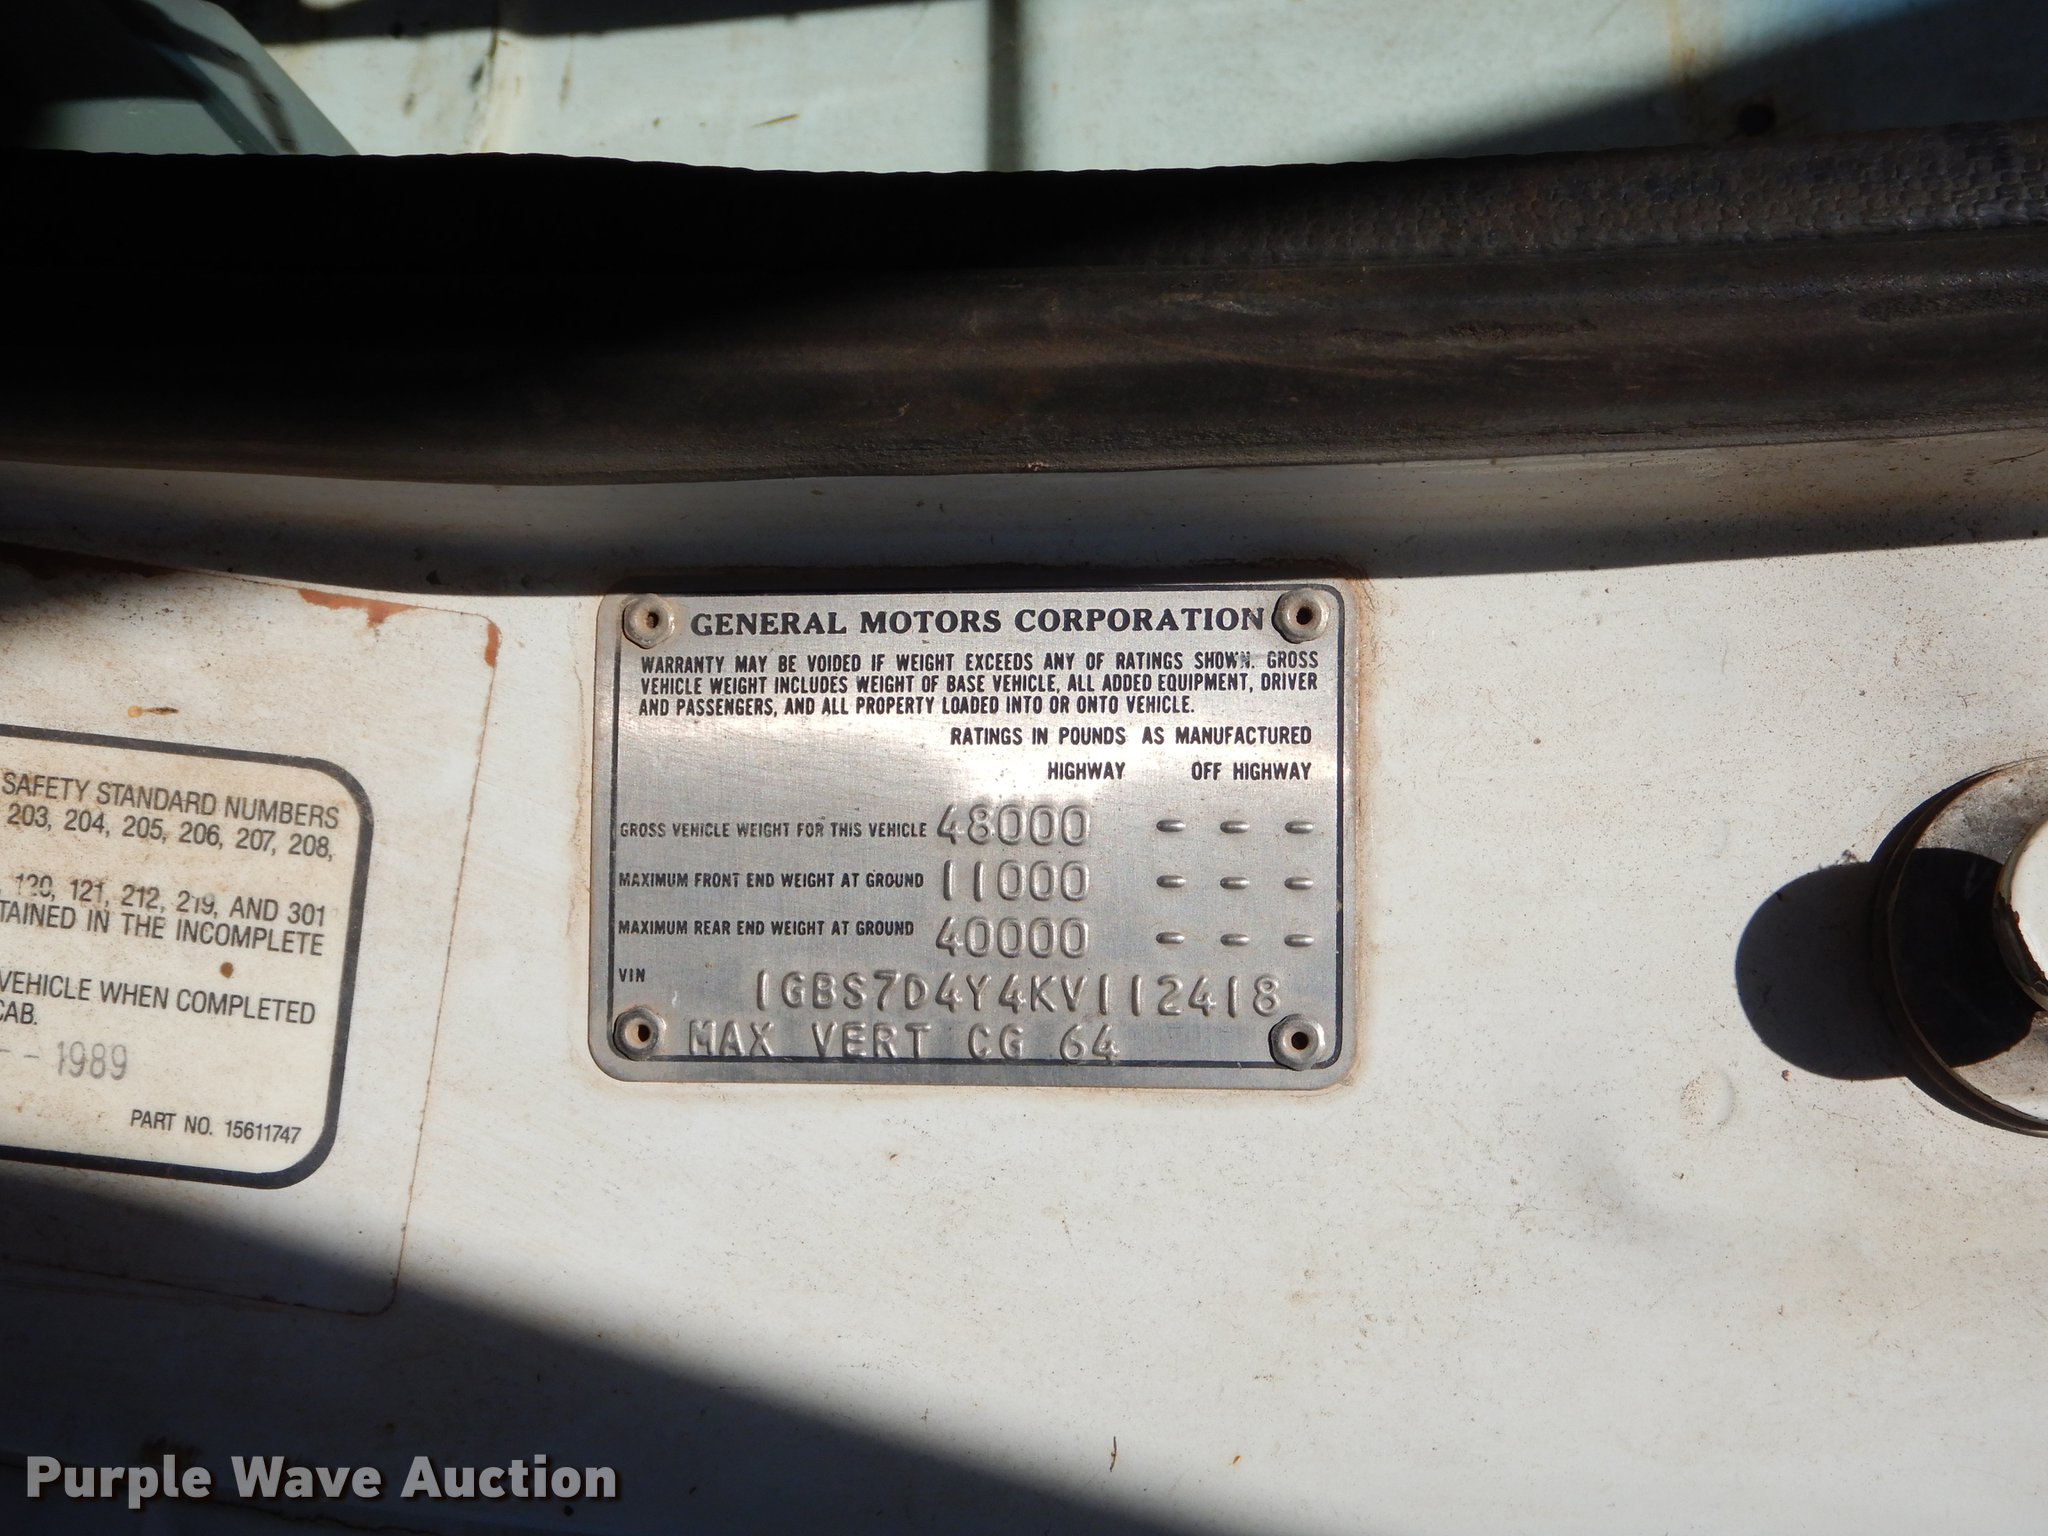 GENERAL MOTORS CORPORATION
WARRANTY MAY BE VOIDED IF WEIGHT EXCEEDS ANY OF RATINGS SHOWN. GROSS
VEHICLE WEIGHT INCLUDES WEIGHT OF BASE VEHICLE, ALL ADDED EQUIPMENT, DRIVER
AND PASSENGERS, AND ALL PROPERTY LOADED INTO OR ONTO VEHICLE.
RATINGS IN POUNDS AS MANUFACTURED
HIGHWAY OFF HIGHWAY
GROSS VEHICLE WEIGHT FOR THIS VEHICLE 48000 - - -
MAXIMUM FRONT END WEIGHT AT GROUND 11000 - - -
MAXIMUM REAR END WEIGHT AT GROUND 40000 - - -
VIN 1GBS7D4Y4KV112418
MAX VERT CG 64
SAFETY STANDARD NUMBERS
203, 204, 205, 206, 207, 208,
120, 121, 212, 219, AND 301
TAINED IN THE INCOMPLETE
VEHICLE WHEN COMPLETED
CAB.
- - 1989
PART NO. 15611747
Purple Wave Auction